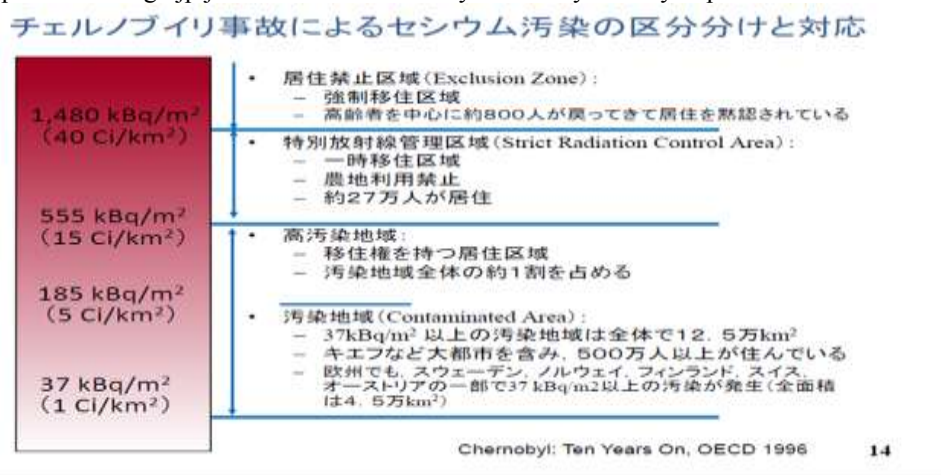 チェルノブイリ事故によるセシウム汚染の区分分けと対応
1,480 kBq/m²
(40 Ci/km²)
555 kBq/m²
(15 Ci/km²)
185 kBq/m²
(5 Ci/km²)
37 kBq/m²
(1 Ci/km²)
• 居住禁止区域(Exclusion Zone):
– 強制移住区域
– 高齢者を中心に約800人が戻ってきて居住を黙認されている
• 特別放射線管理区域(Strict Radiation Control Area):
– 一時移住区域
– 農地利用禁止
– 約27万人が居住
• 高汚染地域:
– 移住権を持つ居住区域
– 汚染地域全体の約1割を占める
• 汚染地域(Contaminated Area):
– 37kBq/m² 以上の汚染地域は全体で12.5万km²
– キエフなど大都市を含み,500万人以上が住んでいる
– 欧州でも,スウェーデン,ノルウェイ,フィンランド,スイス,
オーストリアの一部で37 kBq/m2以上の汚染が発生(全面積
は4.5万km²)
Chernobyl: Ten Years On, OECD 1996
14